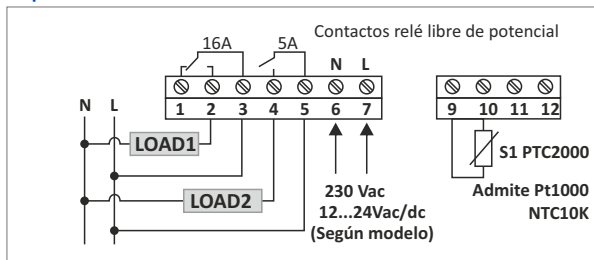 Contactos relé libre de potencial
16A 5A
N L
1 2 3 4 5 6 7
9 10 11 12
N L
LOAD1
LOAD2
S1 PTC2000
230 Vac
12...24Vac/dc
(Según modelo)
Admite Pt1000
NTC10K